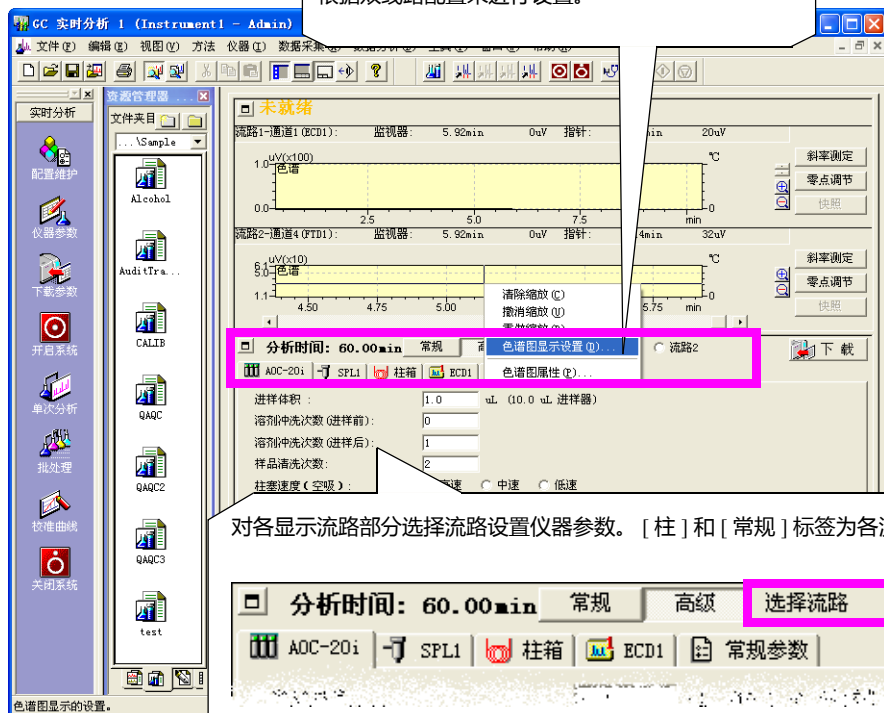 根据双线路配置来进行设置。
GC 实时分析 1 (Instrument1 - Admin)
文件(F) 编辑(E) 视图(V) 方法 仪器(I) 数据采集
实时分析
资源管理器 ...
文件夹目
...\Sample
配置维护
仪器参数
下载参数
开启系统
单次分析
批处理
校准曲线
关闭系统
Alcohol
AuditTra...
CALIB
QAQC
QAQC2
QAQC3
test
未就绪
流路1-通道1(ECD1): 监视器: 5.92min 0uV 指针: min 20uV
uV(x100) ℃
1.0 色谱
0.0 0
2.5 5.0 7.5 min
斜率测定
零点调节
快照
流路2-通道4(FTD1): 监视器: 5.92min 0uV 指针: 4min 32uV
uV(x10) ℃
6.1
5.0 色谱
1.1 0
4.50 4.75 5.00 5.75 min
斜率测定
零点调节
快照
清除缩放(C)
撤消缩放(U)
色谱图显示设置(D)...
色谱图属性(P)...
分析时间: 60.00min 常规 流路2
下 载
AOC-20i SPL1 柱箱 ECD1
进样体积 : 1.0 uL (10.0 uL 进样器)
溶剂冲洗次数(进样前): 0
溶剂冲洗次数(进样后): 1
样品清洗次数: 2
柱塞速度(空吸): 高速 中速 低速
对各显示流路部分选择流路设置仪器参数。 [ 柱 ] 和 [ 常规 ] 标签为各
分析时间: 60.00min 常规 高级 选择流路
AOC-20i SPL1 柱箱 ECD1 常规参数
色谱图显示的设置。